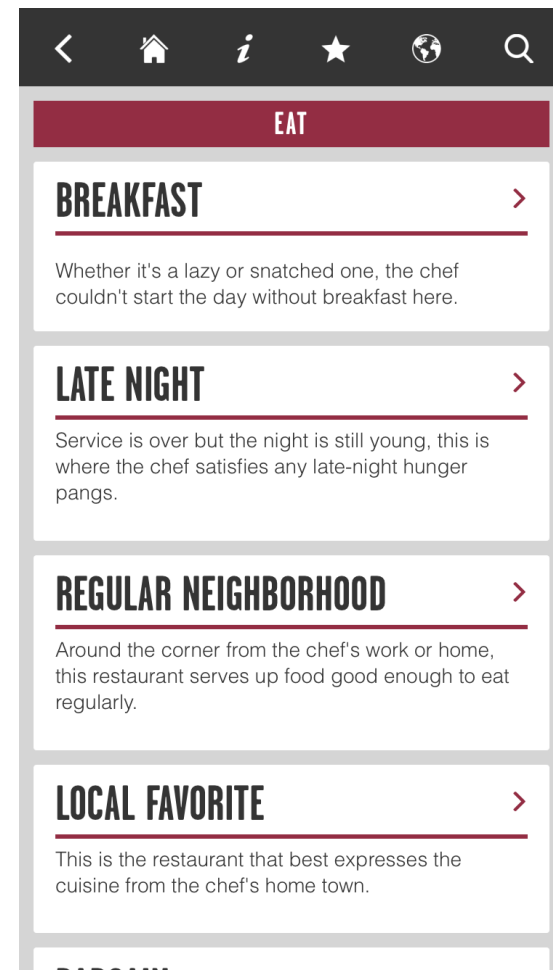 EAT
BREAKFAST
Whether it's a lazy or snatched one, the chef
couldn't start the day without breakfast here.
LATE NIGHT
Service is over but the night is still young, this is
where the chef satisfies any late-night hunger
pangs.
REGULAR NEIGHBORHOOD
Around the corner from the chef's work or home,
this restaurant serves up food good enough to eat
regularly.
LOCAL FAVORITE
This is the restaurant that best expresses the
cuisine from the chef's home town.